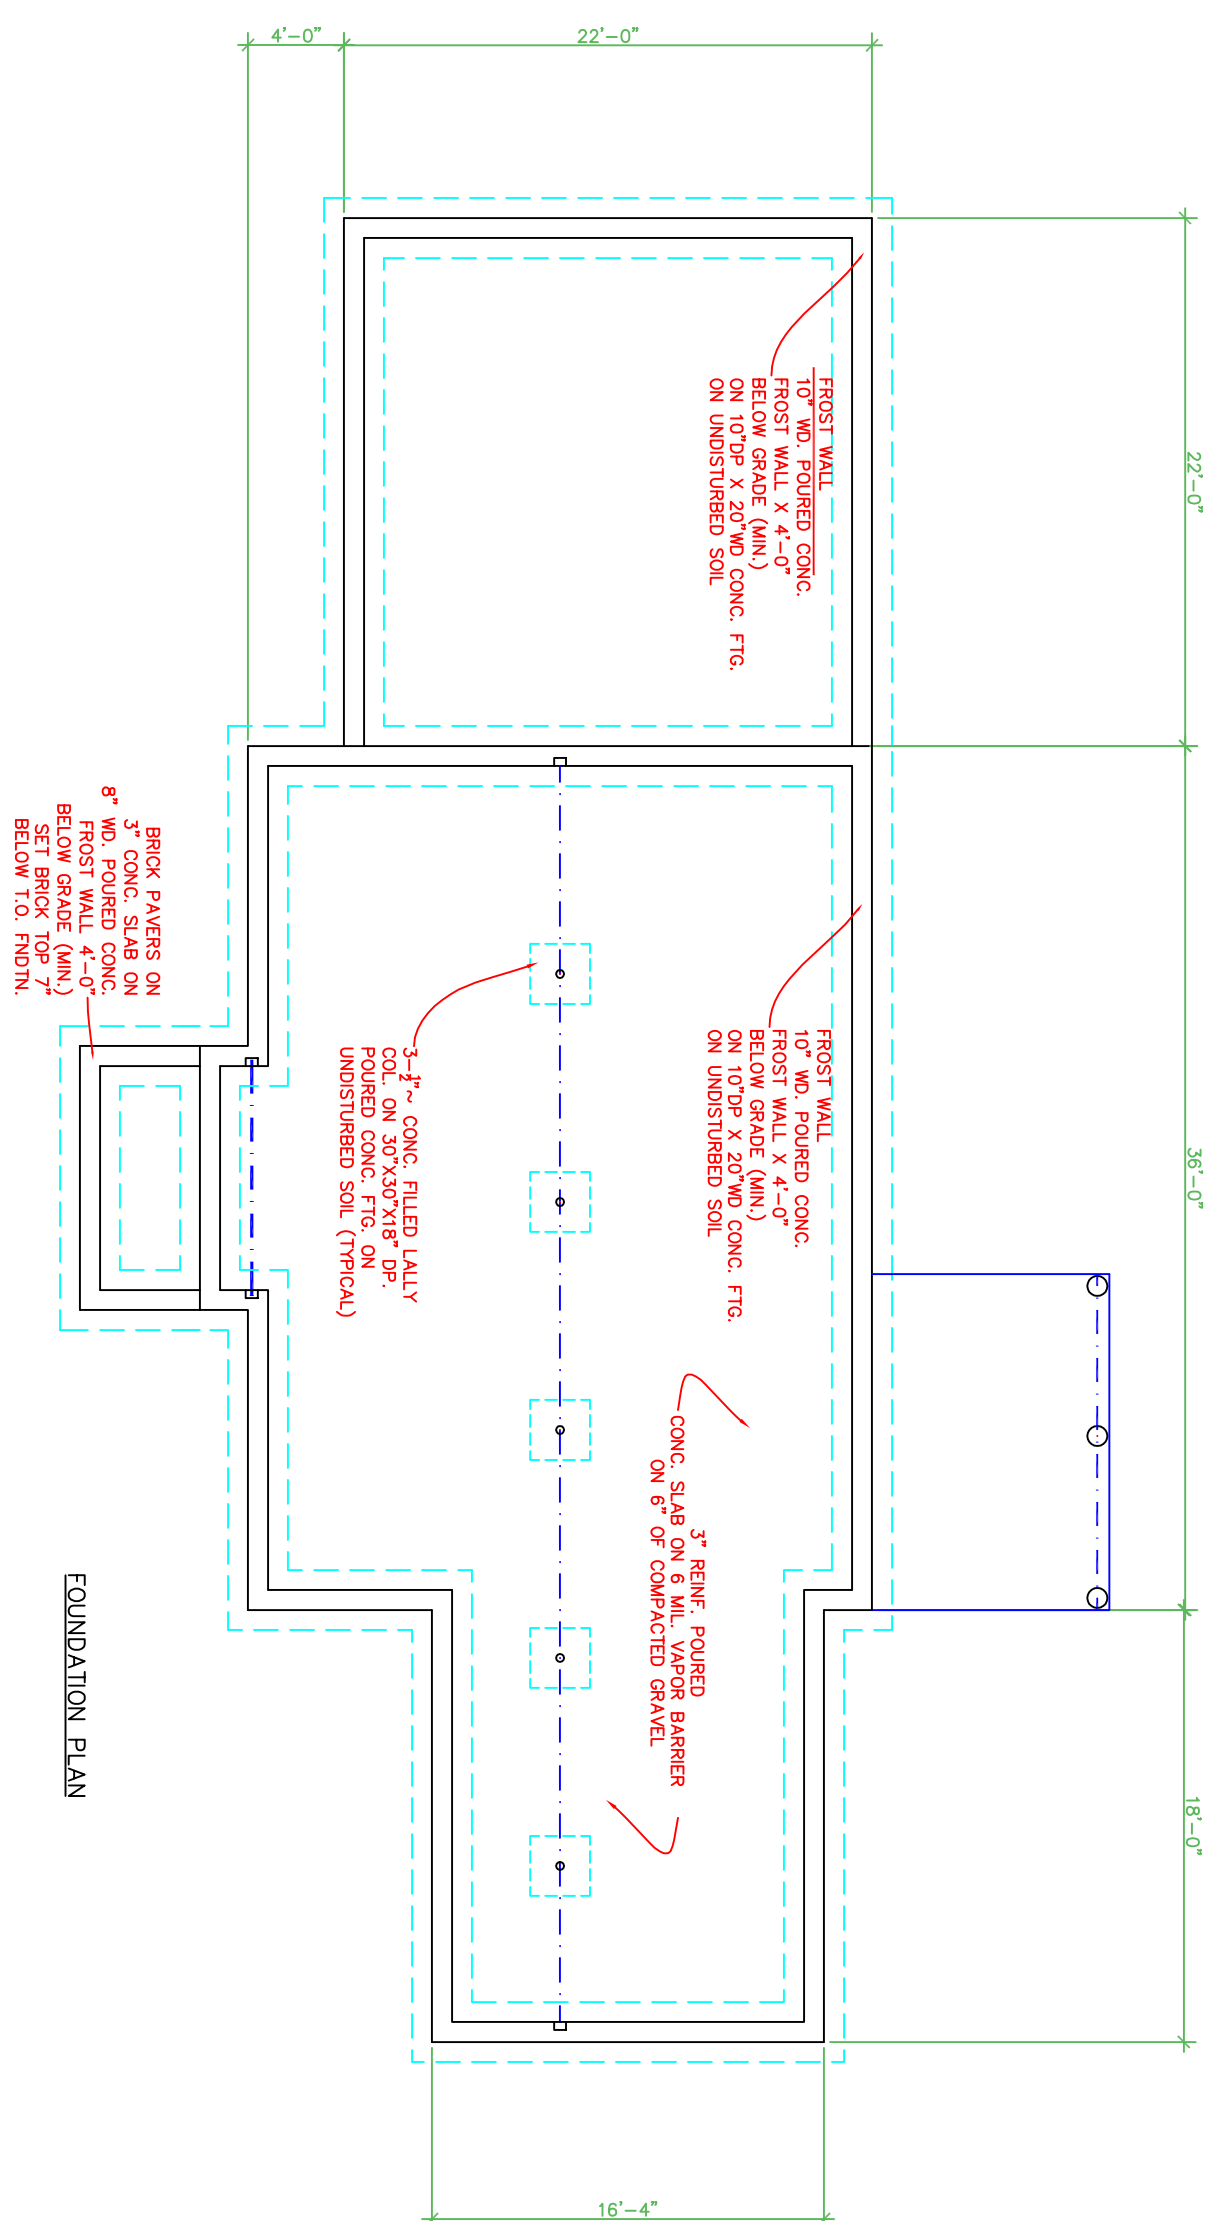 4'-0"
22'-0"
22'-0"
36'-0"
18'-0"
16'-4"
FROST WALL
10" WD. POURED CONC.
FROST WALL X 4'-0"
BELOW GRADE (MIN.)
ON 10"DP X 20"WD CONC. FTG.
ON UNDISTURBED SOIL
FROST WALL
10" WD. POURED CONC.
FROST WALL X 4'-0"
BELOW GRADE (MIN.)
ON 10"DP X 20"WD CONC. FTG.
ON UNDISTURBED SOIL
3" REINF. POURED
CONC. SLAB ON 6 MIL. VAPOR BARRIER
ON 6" OF COMPACTED GRAVEL
3-½"~ CONC. FILLED LALLY
COL. ON 30"X30"X18" DP.
POURED CONC. FTG. ON
UNDISTURBED SOIL (TYPICAL)
BRICK PAVERS ON
3" CONC. SLAB ON
8" WD. POURED CONC.
FROST WALL 4'-0"
BELOW GRADE (MIN.)
SET BRICK TOP 7"
BELOW T.O. FNDTN.
FOUNDATION PLAN